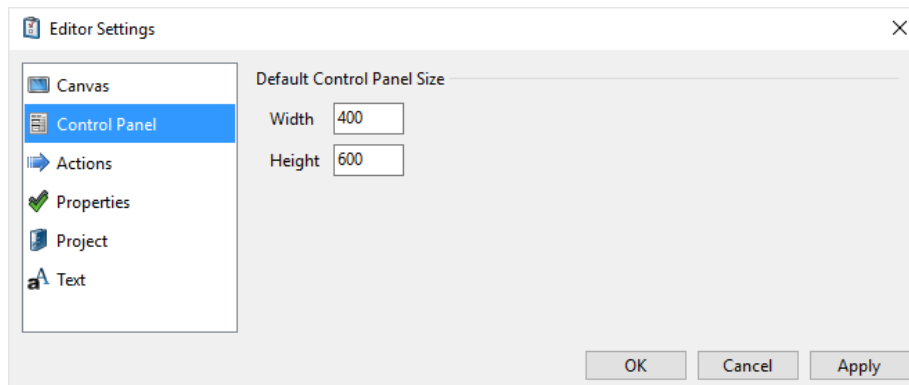 Editor Settings
Canvas
Control Panel
Actions
Properties
Project
Text
Default Control Panel Size
Width 400
Height 600
OK Cancel Apply